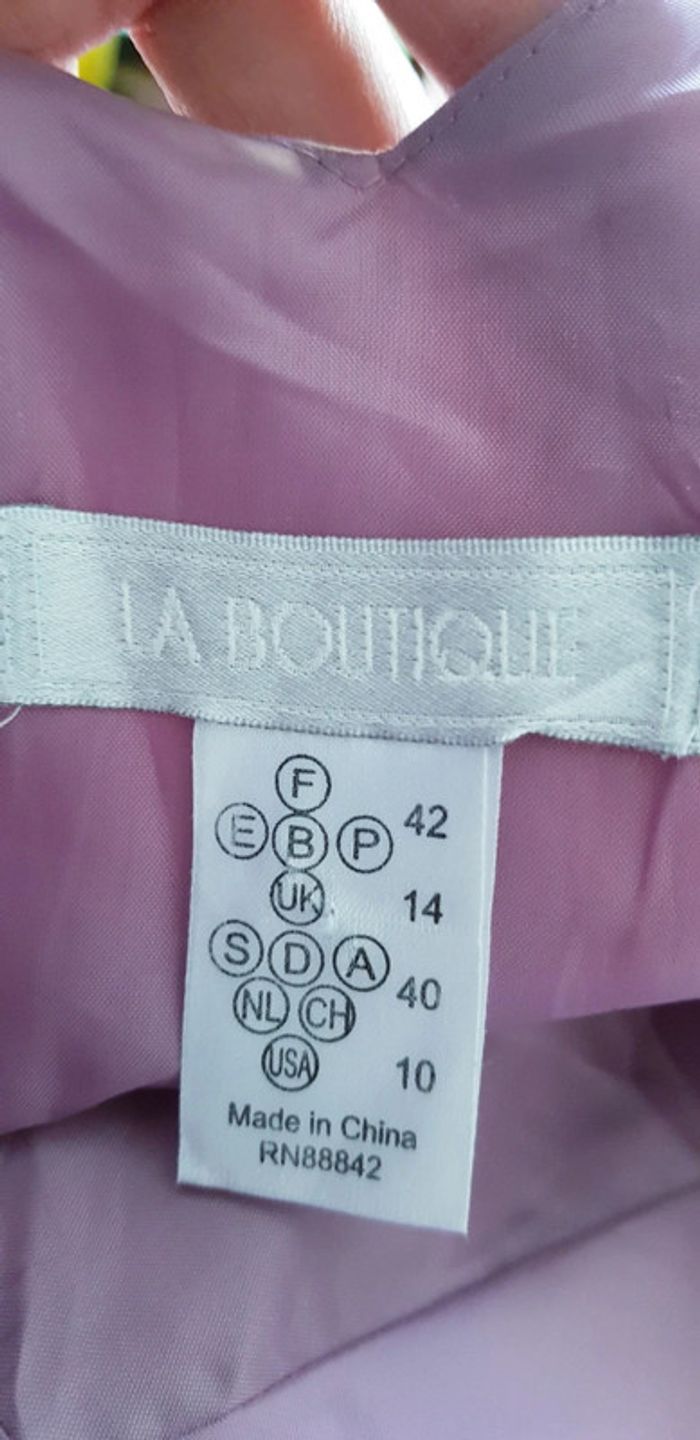 LA BOUTIQUE
F
E B P 42
UK 14
S D A
NL CH 40
USA 10
Made in China
RN88842